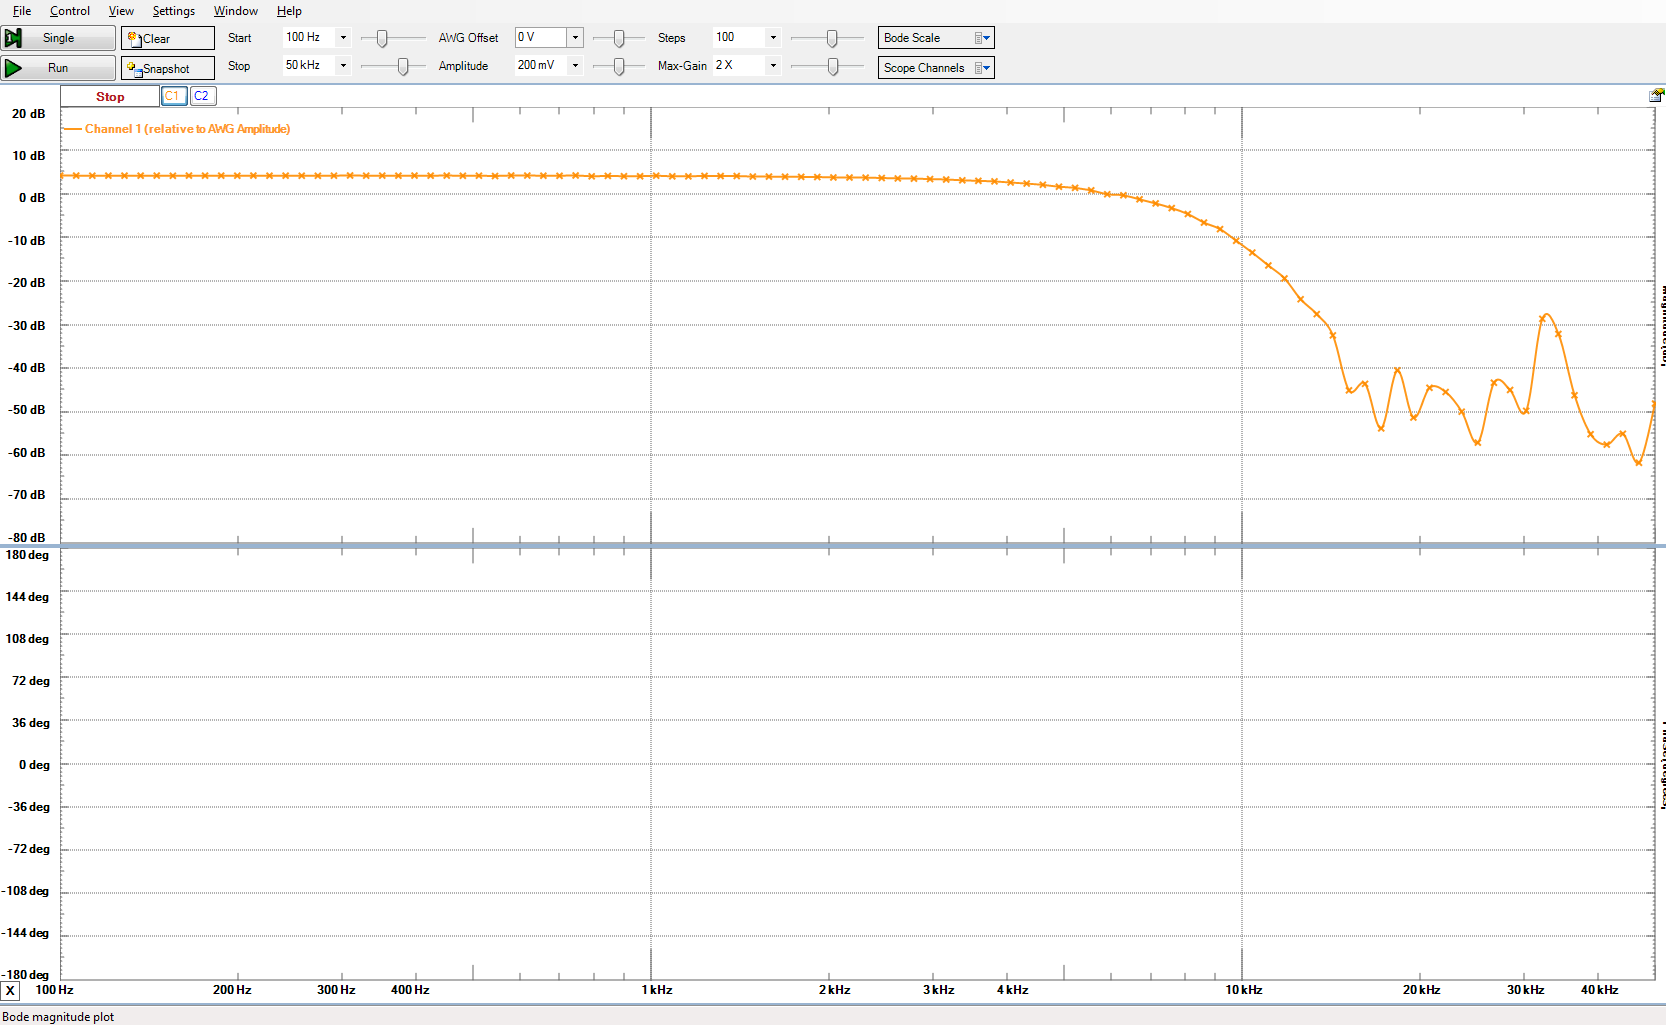 File Control View Settings Window Help
Single Clear Start 100 Hz AWG Offset 0 V Steps 100 Bode Scale
Run Snapshot Stop 50 kHz Amplitude 200 mV Max-Gain 2 X Scope Channels
Stop C1 C2
20 dB
Channel 1 (relative to AWG Amplitude)
10 dB
0 dB
-10 dB
-20 dB
-30 dB
-40 dB
-50 dB
-60 dB
-70 dB
-80 dB
180 deg
144 deg
108 deg
72 deg
36 deg
0 deg
-36 deg
-72 deg
-108 deg
-144 deg
-180 deg
X 100 Hz 200 Hz 300 Hz 400 Hz 1 kHz 2 kHz 3 kHz 4 kHz 10 kHz 20 kHz 30 kHz 40 kHz
Bode magnitude plot